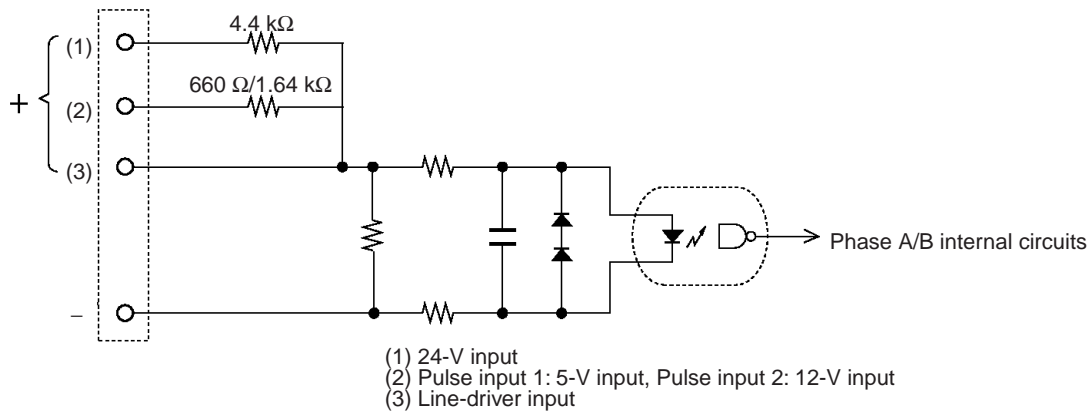 4.4 kΩ
(1)
660 Ω/1.64 kΩ
+
(2)
(3)
Phase A/B internal circuits
–
(1) 24-V input
(2) Pulse input 1: 5-V input, Pulse input 2: 12-V input
(3) Line-driver input